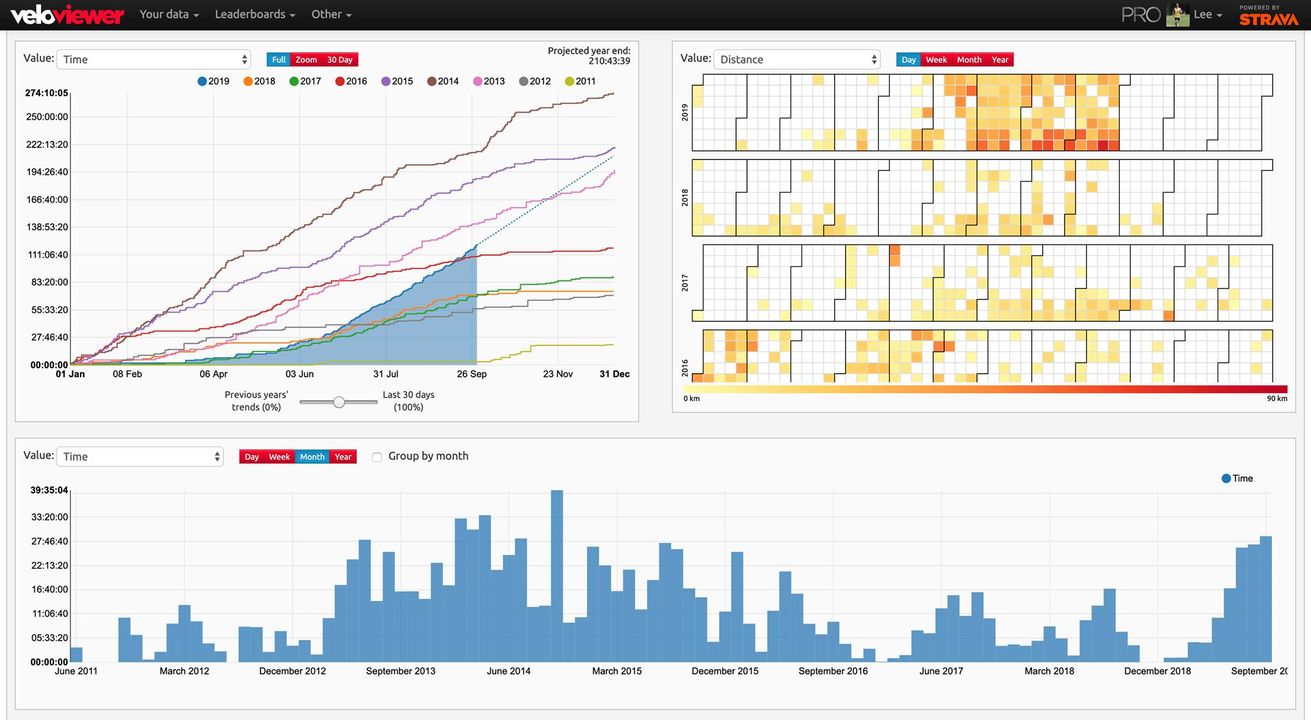 veloviewer Your data Leaderboards Other PRO Lee POWERED BY STRAVA
Value: Time Full Zoom 30 Day Projected year end: 210:43:39
2019 2018 2017 2016 2015 2014 2013 2012 2011
274:10:05
250:00:00
222:13:20
194:26:40
166:40:00
138:53:20
111:06:40
83:20:00
55:33:20
27:46:40
00:00:00
01 Jan 08 Feb 06 Apr 03 Jun 31 Jul 26 Sep 23 Nov 31 Dec
Previous years' trends (0%) Last 30 days (100%)
Value: Distance Day Week Month Year
2019
2018
2017
2016
0 km 90 km
Value: Time Day Week Month Year Group by month
Time
39:35:04
33:20:00
27:46:40
22:13:20
16:40:00
11:06:40
05:33:20
00:00:00
June 2011 March 2012 December 2012 September 2013 June 2014 March 2015 December 2015 September 2016 June 2017 March 2018 December 2018 September 20